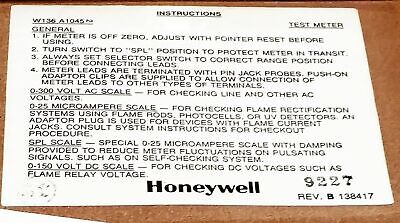 INSTRUCTIONS
W136 A1045 TEST METER
GENERAL
1. IF METER IS OFF ZERO, ADJUST WITH POINTER RESET BEFORE
USING.
2. TURN SWITCH TO "SPL" POSITION TO PROTECT METER IN TRANSIT.
3. ALWAYS SET SELECTOR SWITCH TO CORRECT RANGE POSITION
BEFORE CONNECTING LEADS.
4. METER LEADS ARE TERMINATED WITH PIN JACK PROBES. PUSH-ON
ADAPTOR CLIPS ARE SUPPLIED TO ALLOW CONNECTION OF
METER LEADS TO OTHER TYPES OF TERMINALS.
0-300 VOLT AC SCALE - FOR CHECKING LINE AND OTHER AC
VOLTAGES.
0-25 MICROAMPERE SCALE - FOR CHECKING FLAME RECTIFICATION
SYSTEMS USING FLAME RODS, PHOTOCELLS, OR UV DETECTORS. AN
ADAPTOR PLUG IS USED FOR DEVICES WITH FLAME CURRENT
JACKS. CONSULT SYSTEM INSTRUCTIONS FOR CHECKOUT
PROCEDURE.
SPL SCALE - SPECIAL 0-25 MICROAMPERE SCALE WITH DAMPING
PROVIDED TO REDUCE METER FLUCTUATIONS ON PULSATING
SIGNALS, SUCH AS ON SELF-CHECKING SYSTEM.
0-150 VOLT DC SCALE - FOR CHECKING DC VOLTAGES SUCH AS
FLAME RELAY VOLTAGE.
Honeywell 9227
REV. B 138417